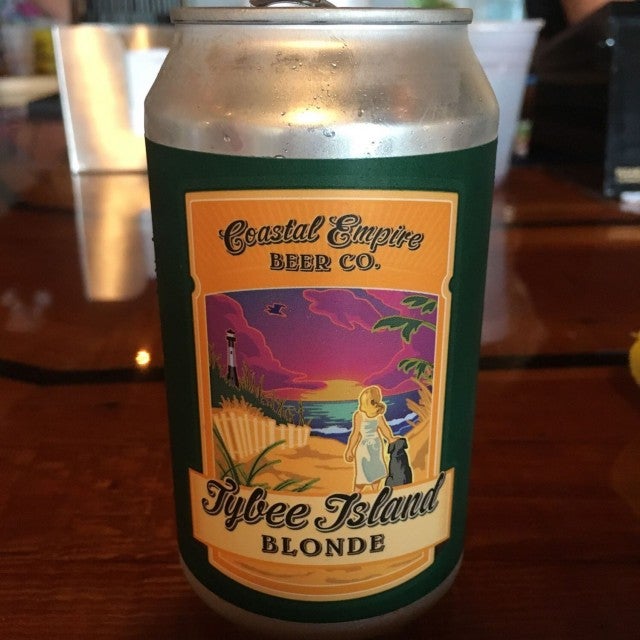 Coastal Empire
BEER CO.
Tybee Island
BLONDE